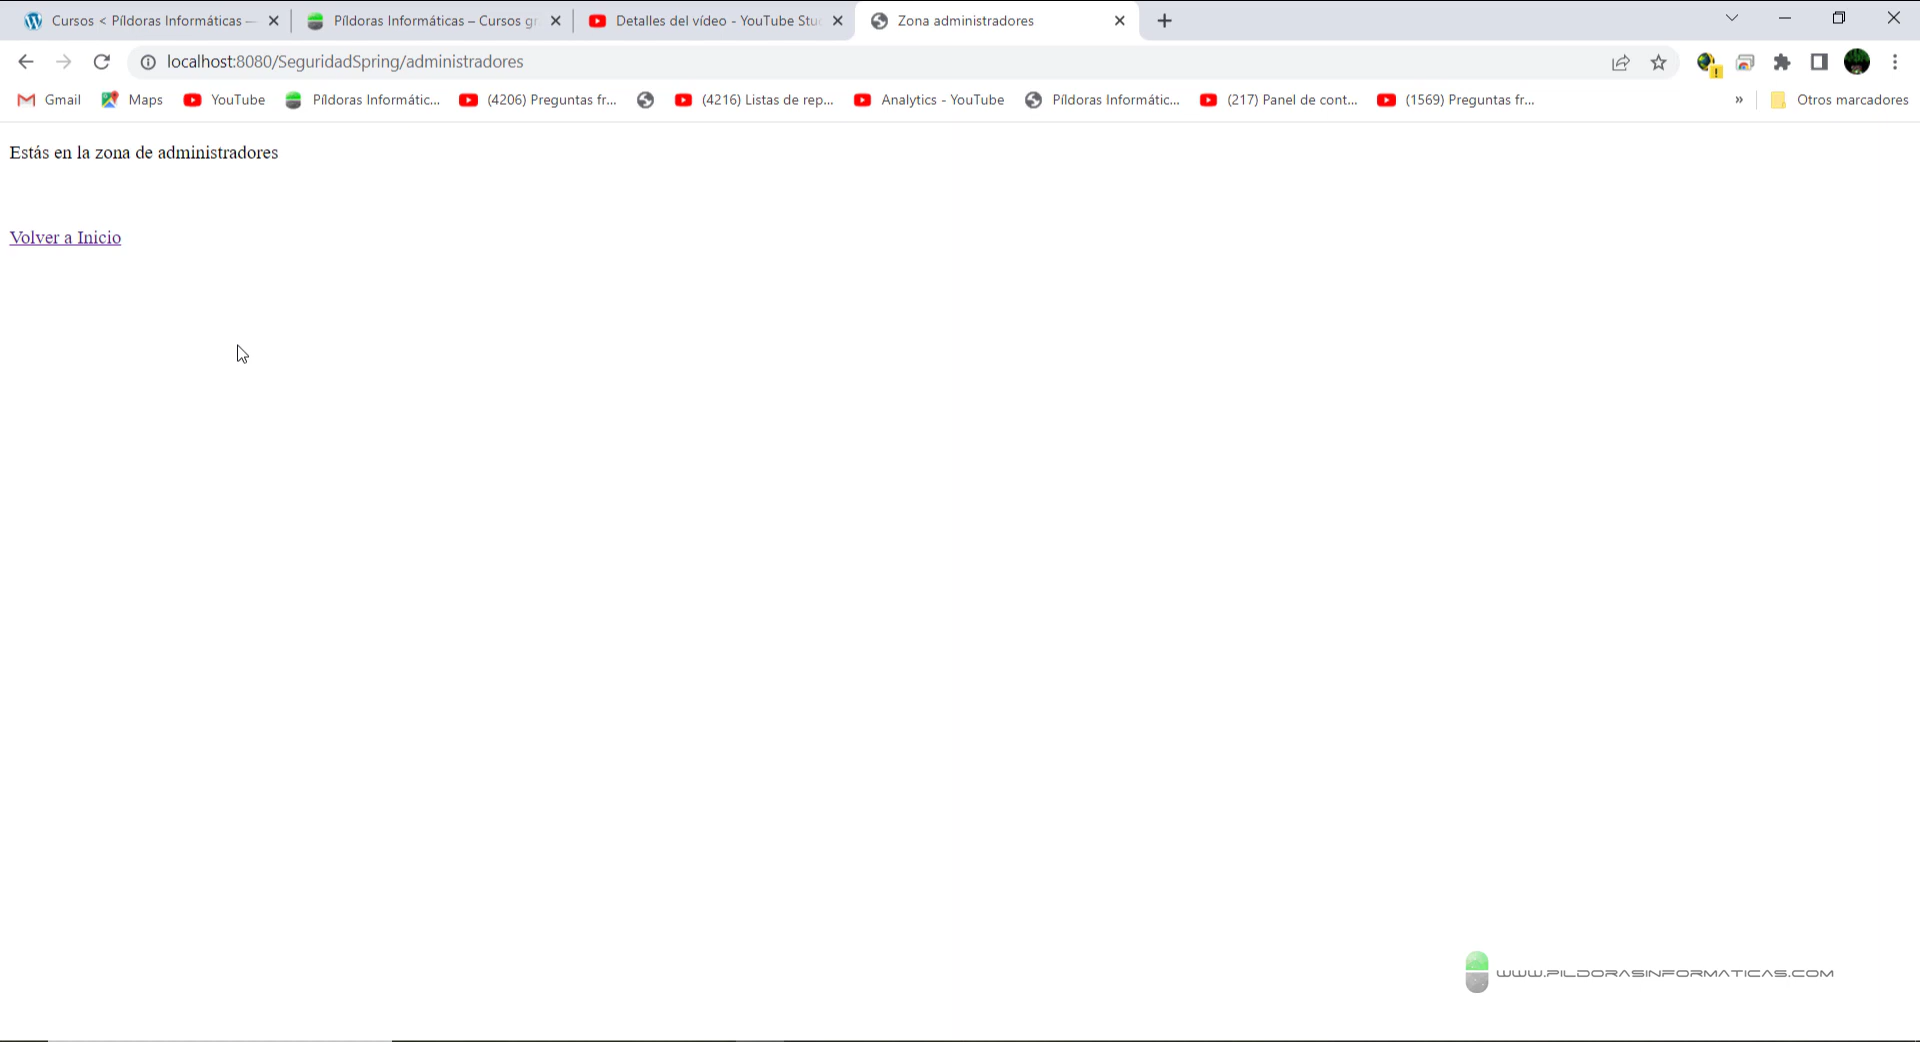 Cursos < Píldoras Informáticas —
Píldoras Informáticas – Cursos gr
Detalles del vídeo - YouTube Stu
Zona administradores
localhost:8080/SeguridadSpring/administradores
Gmail
Maps
YouTube
Píldoras Informátic...
(4206) Preguntas fr...
(4216) Listas de rep...
Analytics - YouTube
Píldoras Informátic...
(217) Panel de cont...
(1569) Preguntas fr...
»
Otros marcadores
Estás en la zona de administradores
Volver a Inicio
WWW.PILDORASINFORMATICAS.COM